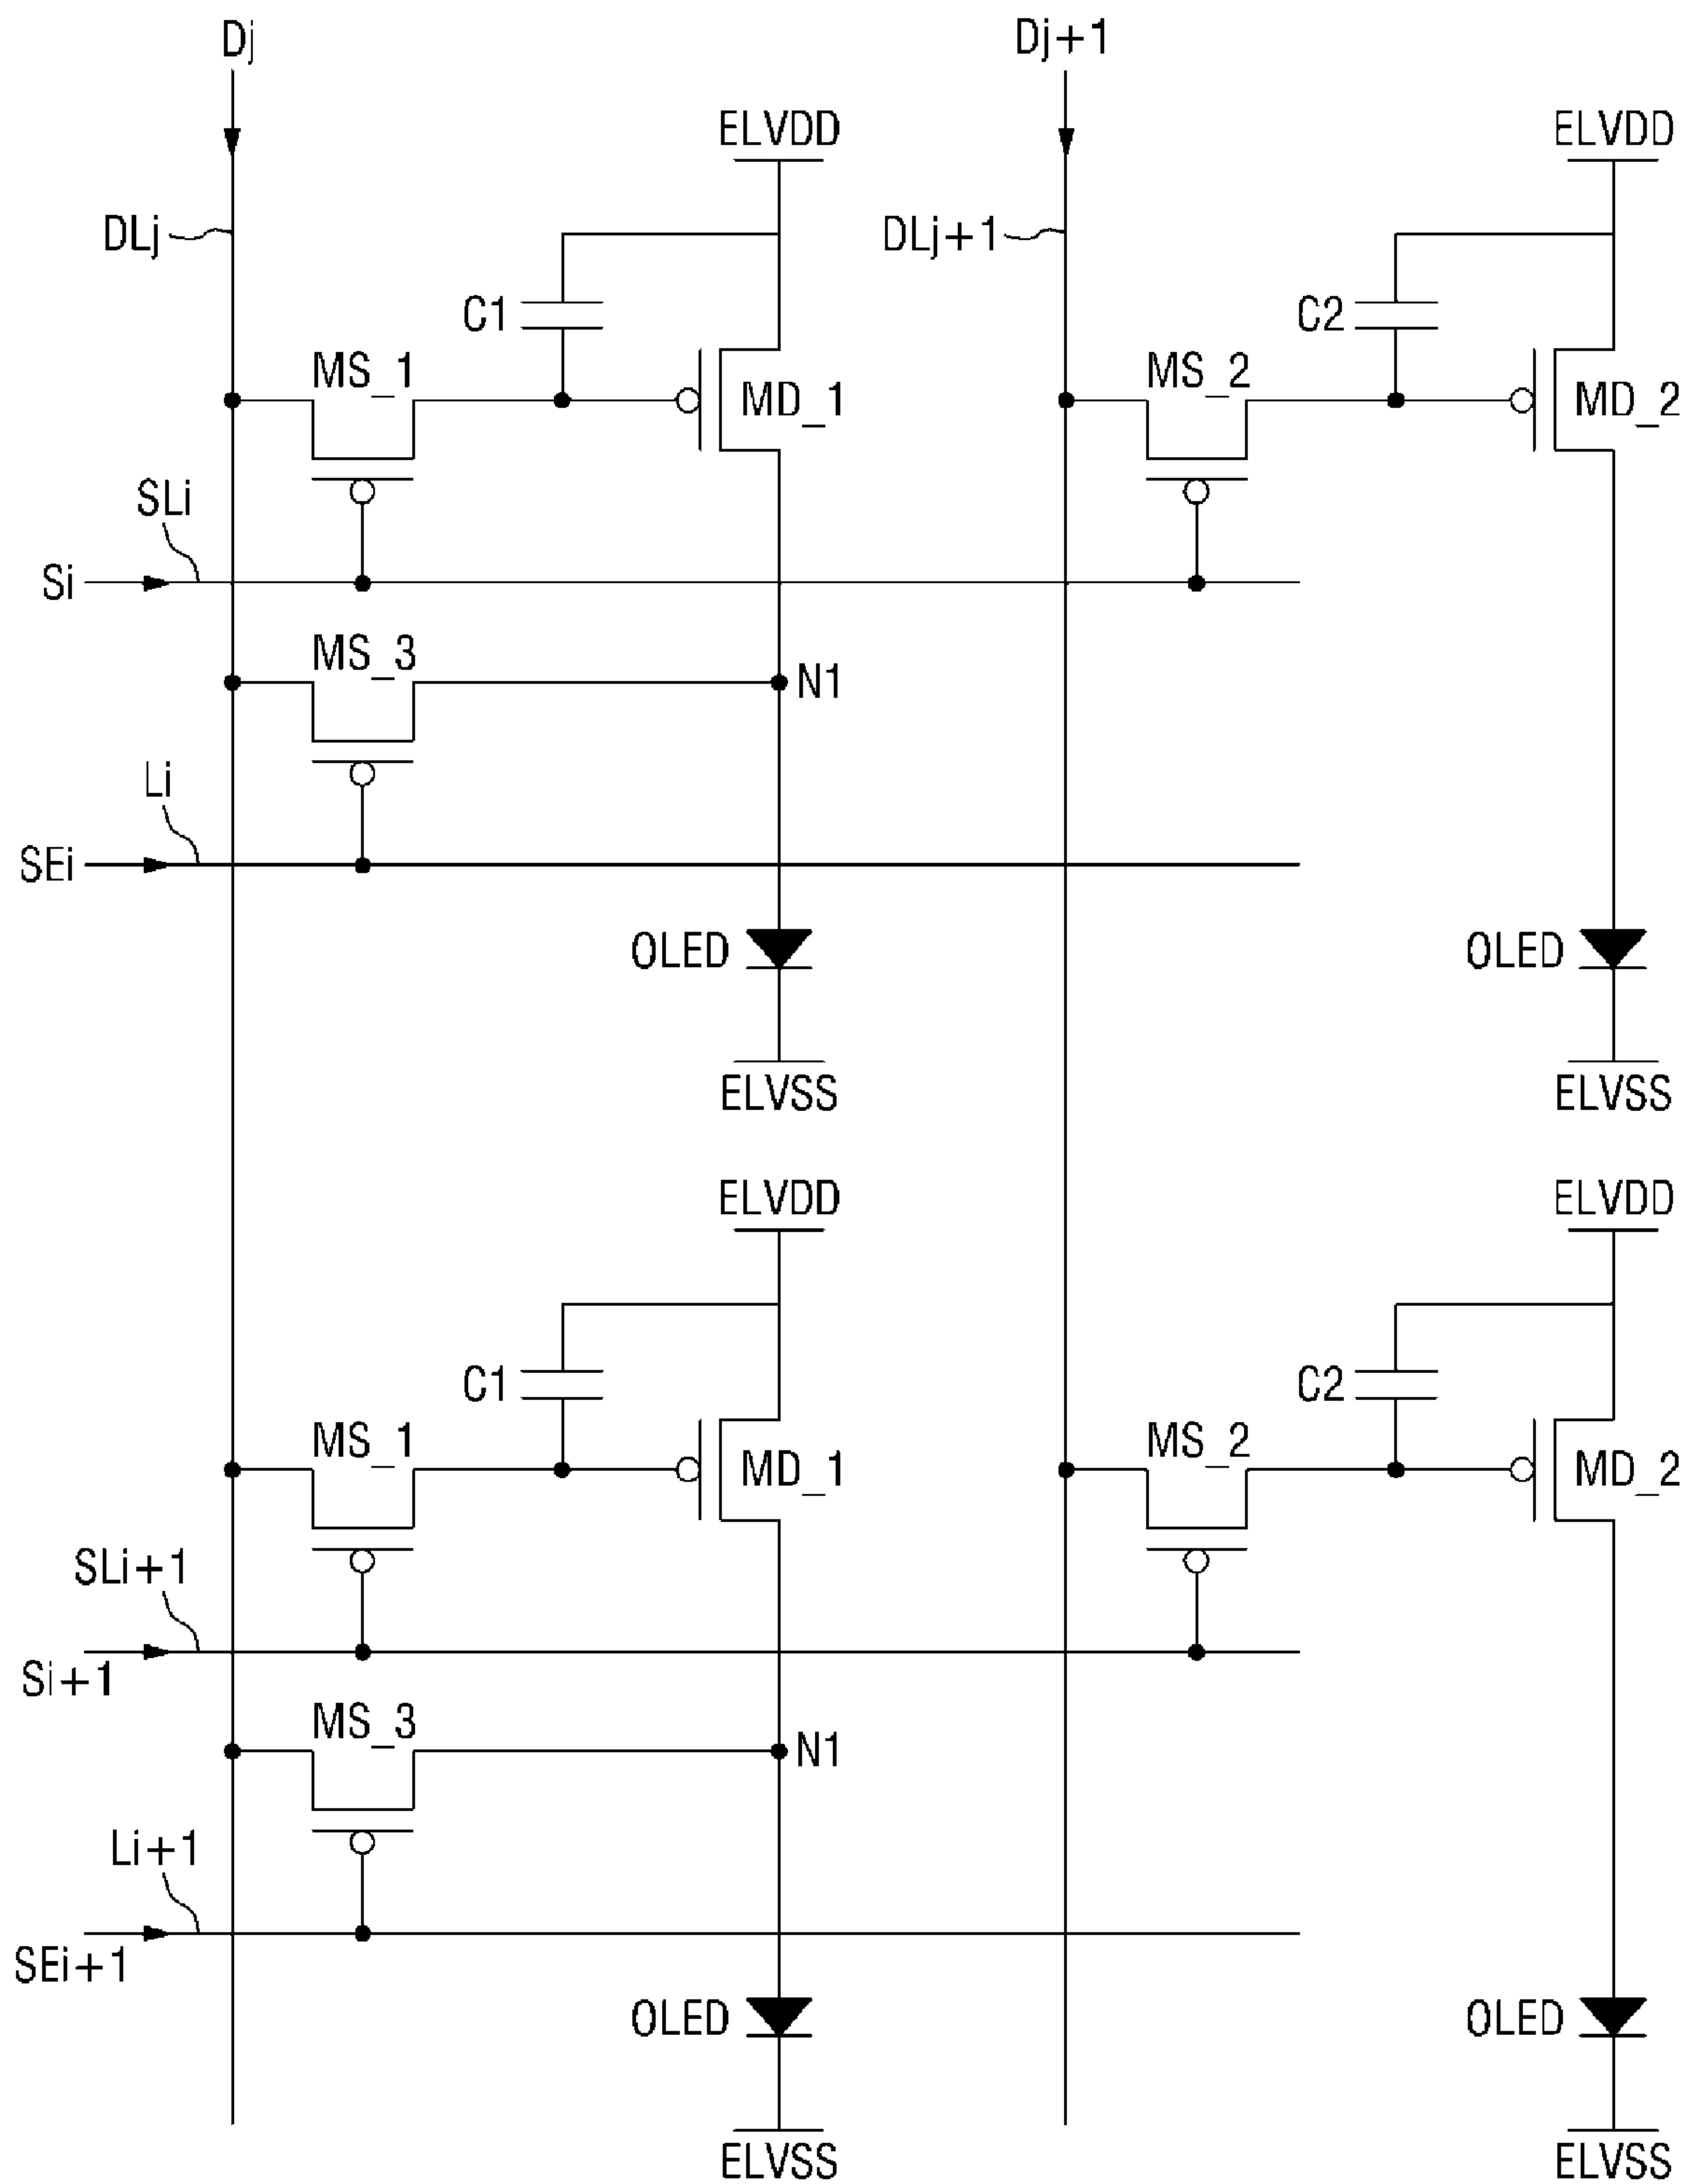 Dj
Dj+1
ELVDD
ELVDD
DLj
DLj+1
C1
C2
MS_1
MD_1
MS_2
MD_2
SLi
Si
MS_3
N1
Li
SEi
OLED
OLED
ELVSS
ELVSS
ELVDD
ELVDD
C1
C2
MS_1
MD_1
MS_2
MD_2
SLi+1
Si+1
MS_3
N1
Li+1
SEi+1
OLED
OLED
ELVSS
ELVSS